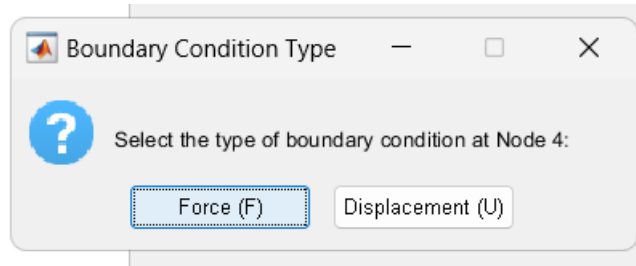 Boundary Condition Type
?
Select the type of boundary condition at Node 4:
Force (F) Displacement (U)